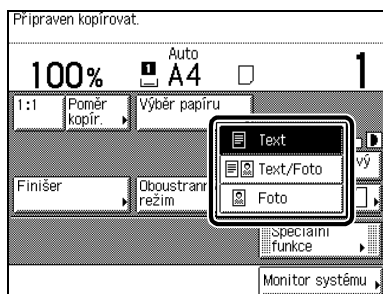 Připraven kopírovat.
Auto
100% A4 1
1:1 Poměr kopír.
Výběr papíru
Text
Text/Foto
Foto
vý
Finišer
Oboustrann
režim
Speciální
funkce
Monitor systému